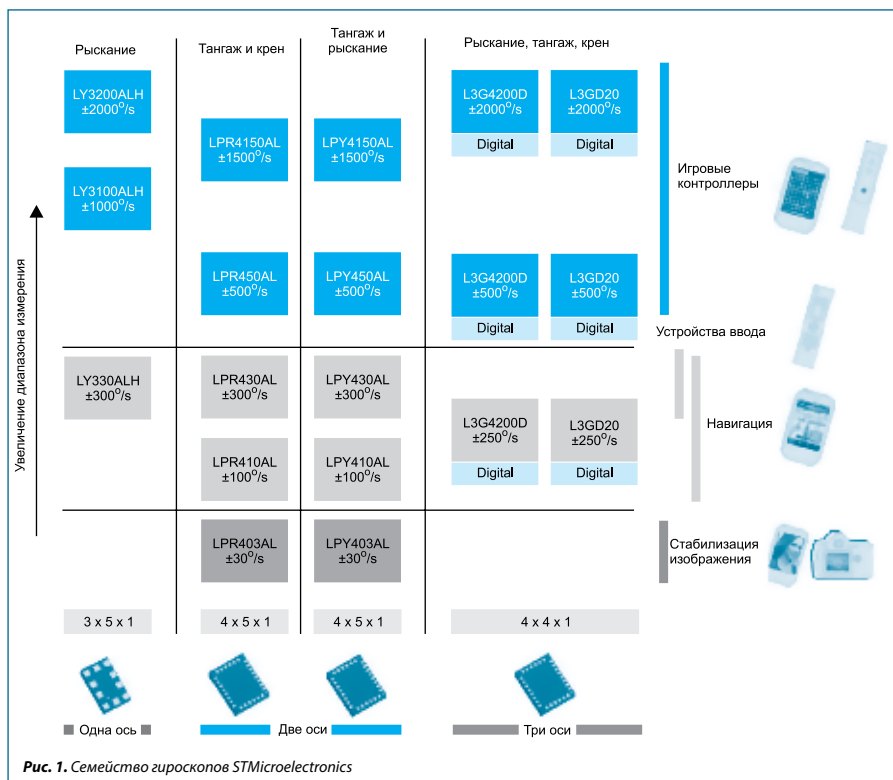 Рыскание
Тангаж и крен
Тангаж и
рыскание
Рыскание, тангаж, крен
Увеличение диапазона измерения
LY3200ALH
±2000°/s
LY3100ALH
±1000°/s
LY330ALH
±300°/s
LPR4150AL
±1500°/s
LPR450AL
±500°/s
LPR430AL
±300°/s
LPR410AL
±100°/s
LPR403AL
±30°/s
LPY4150AL
±1500°/s
LPY450AL
±500°/s
LPY430AL
±300°/s
LPY410AL
±100°/s
LPY403AL
±30°/s
L3G4200D
±2000°/s
Digital
L3GD20
±2000°/s
Digital
L3G4200D
±500°/s
Digital
L3GD20
±500°/s
Digital
L3G4200D
±250°/s
Digital
L3GD20
±250°/s
Digital
Игровые
контроллеры
Устройства ввода
Навигация
Стабилизация
изображения
3 x 5 x 1
4 x 5 x 1
4 x 5 x 1
4 x 4 x 1
Одна ось
Две оси
Три оси
Рис. 1. Семейство гироскопов STMicroelectronics